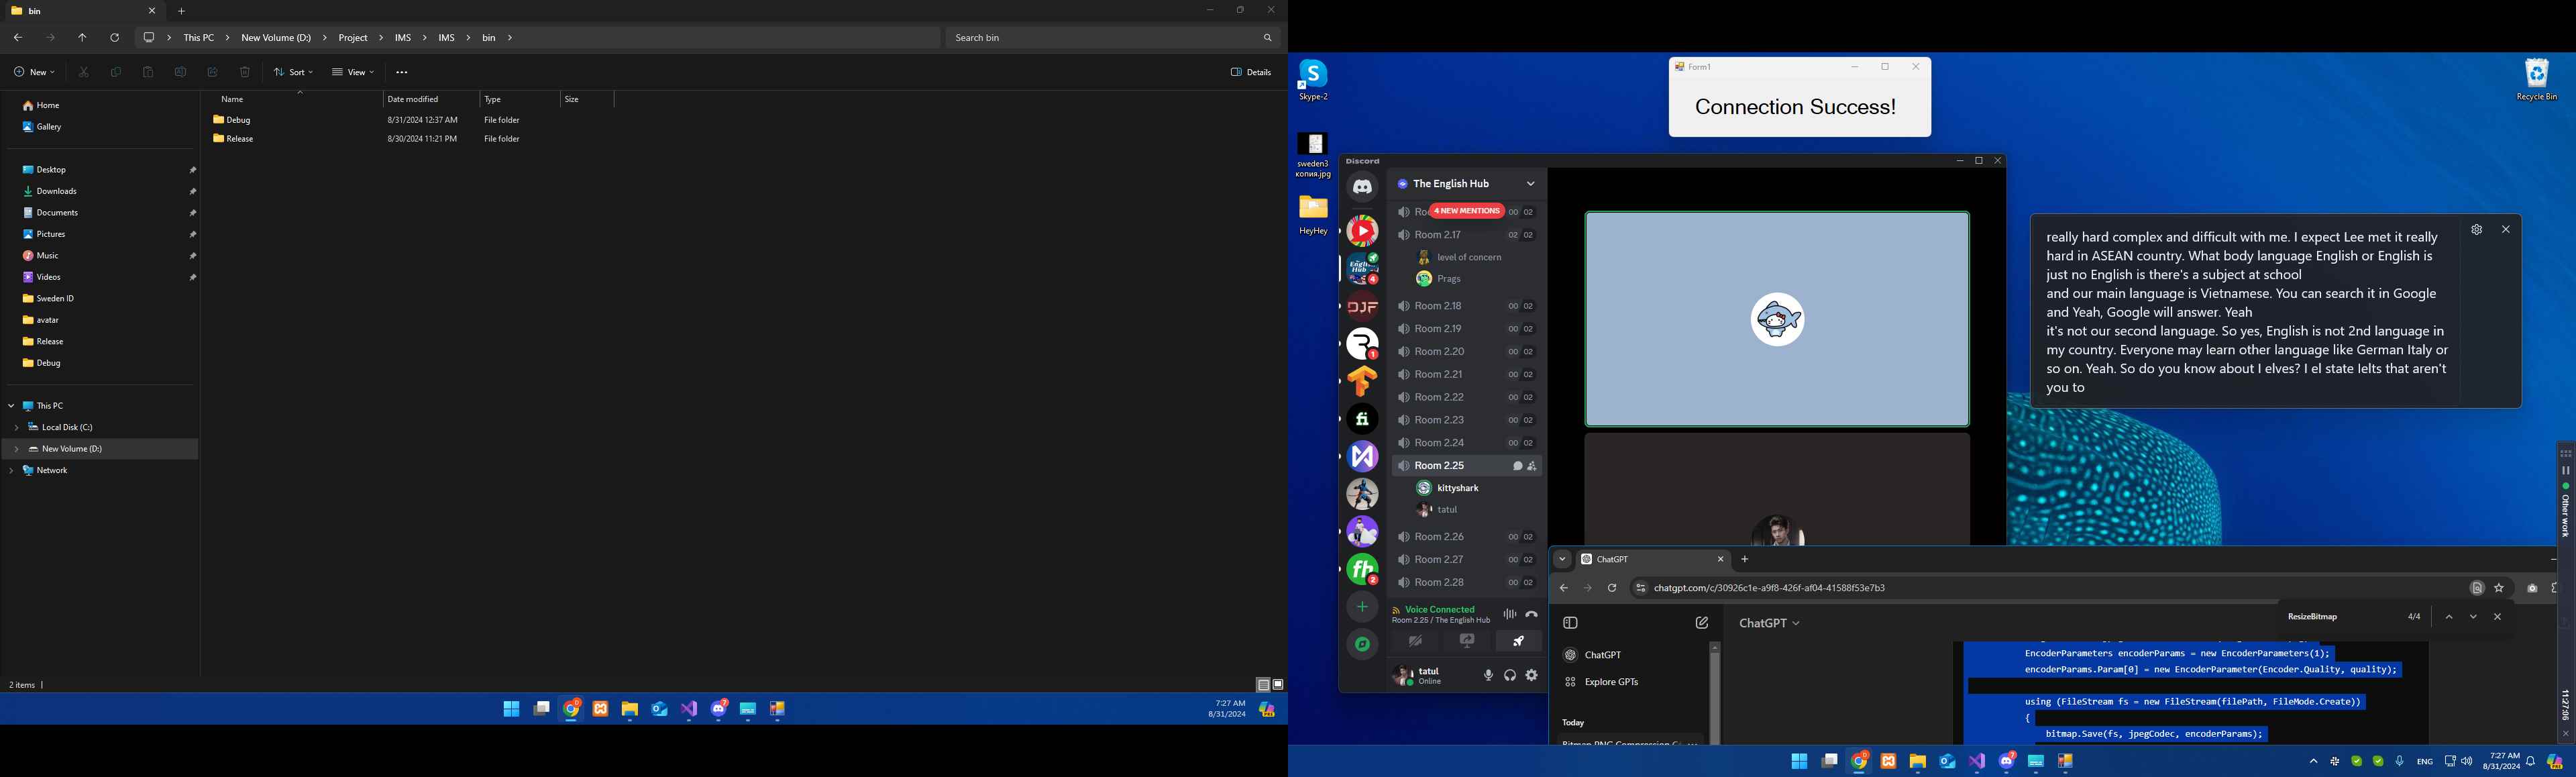 bin
This PC > New Volume (D:) > Project > IMS > IMS > bin >
Search bin
New
Sort
View
Details
Name
Date modified
Type
Size
Home
Gallery
Desktop
Downloads
Documents
Pictures
Music
Videos
Sweden ID
avatar
Release
Debug
This PC
Local Disk (C:)
New Volume (D:)
Network
Debug 8/31/2024 12:37 AM File folder
Release 8/30/2024 11:21 PM File folder
2 items
7:27 AM
8/31/2024
Skype-2
sweden3
копия.jpg
HeyHey
Recycle Bin
Form1
Connection Success!
Discord
The English Hub
4 NEW MENTIONS
00 02
Room 2.17 02 02
level of concern
Prags
Room 2.18 00 02
Room 2.19 00 02
Room 2.20 00 02
Room 2.21 00 02
Room 2.22 00 02
Room 2.23 00 02
Room 2.24 00 02
Room 2.25
kittyshark
tatul
Room 2.26 00 02
Room 2.27 00 02
Room 2.28 00 02
Voice Connected
Room 2.25 / The English Hub
tatul
Online
English
Hub
4
DJF
1
fi
fh
2
really hard complex and difficult with me. I expect Lee met it really
hard in ASEAN country. What body language English or English is
just no English is there's a subject at school
and our main language is Vietnamese. You can search it in Google
and Yeah, Google will answer. Yeah
it's not our second language. So yes, English is not 2nd language in
my country. Everyone may learn other language like German Italy or
so on. Yeah. So do you know about I elves? I el state Ielts that aren't
you to
Other work
11:27:06
ChatGPT
chatgpt.com/c/30926c1e-a9f8-426f-af04-41588f53e7b3
ResizeBitmap 4/4
ChatGPT
ChatGPT
Explore GPTs
Today
EncoderParameters encoderParams = new EncoderParameters(1);
encoderParams.Param[0] = new EncoderParameter(Encoder.Quality, quality);
using (FileStream fs = new FileStream(filePath, FileMode.Create))
{
bitmap.Save(fs, jpegCodec, encoderParams);
ENG
7:27 AM
8/31/2024